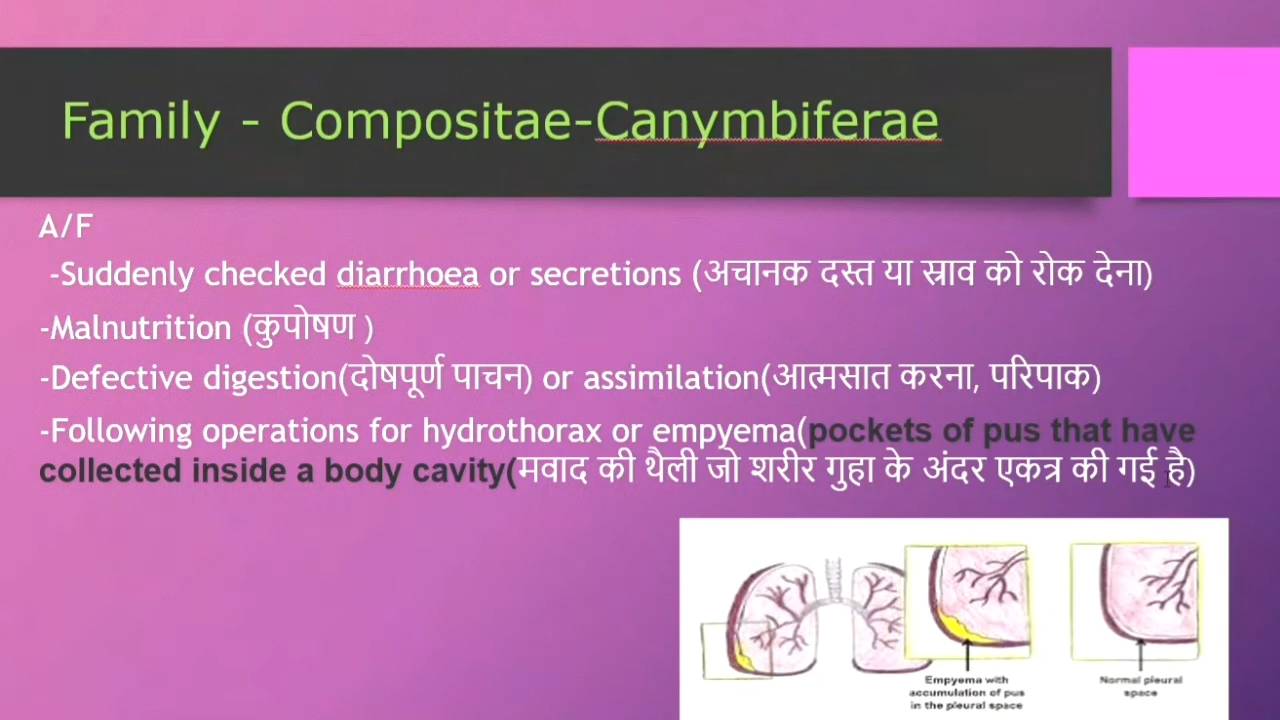 Family - Compositae-Canymbiferae
A/F
-Suddenly checked diarrhoea or secretions (अचानक दस्त या स्राव को रोक देना)
-Malnutrition (कुपोषण )
-Defective digestion(दोषपूर्ण पाचन) or assimilation(आत्मसात करना, परिपाक)
-Following operations for hydrothorax or empyema(pockets of pus that have
collected inside a body cavity(मवाद की थैली जो शरीर गुहा के अंदर एकत्र की गई है)
Empyema with
accumulation of pus
in the pleural space
Normal pleural
space